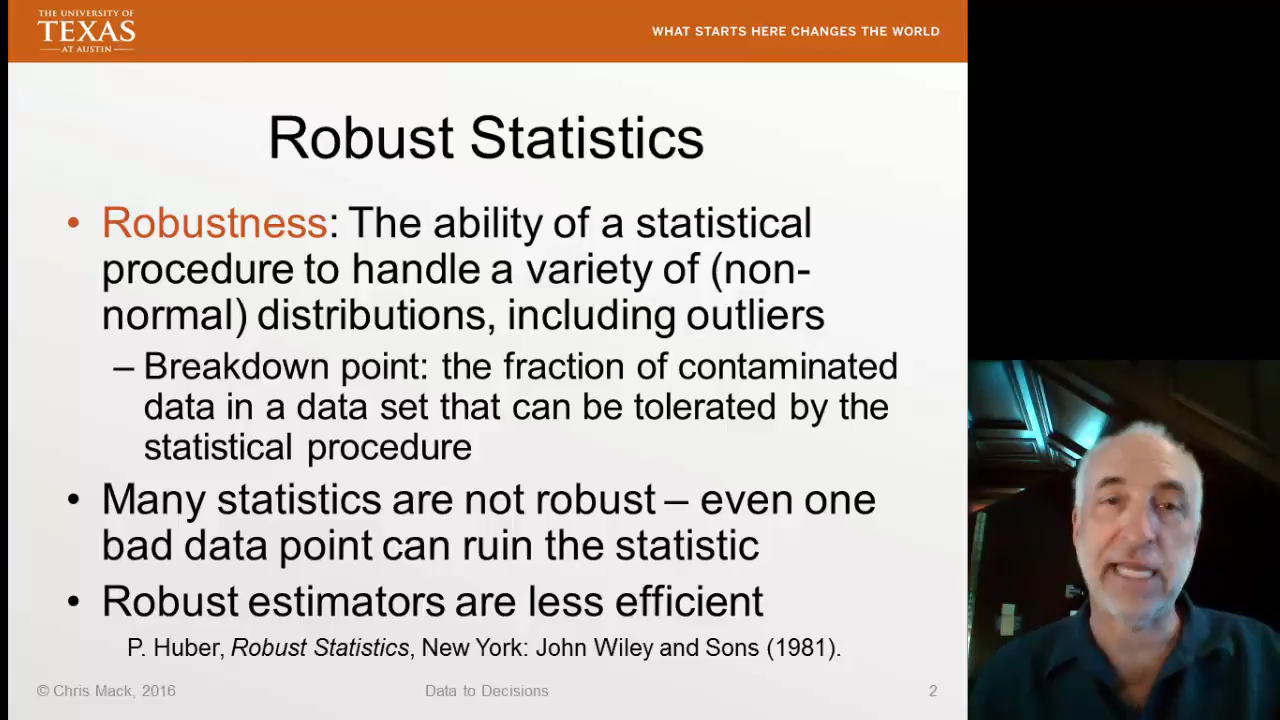 THE UNIVERSITY OF
TEXAS
AT AUSTIN
WHAT STARTS HERE CHANGES THE WORLD
Robust Statistics
• Robustness: The ability of a statistical
procedure to handle a variety of (non-
normal) distributions, including outliers
– Breakdown point: the fraction of contaminated
data in a data set that can be tolerated by the
statistical procedure
• Many statistics are not robust – even one
bad data point can ruin the statistic
• Robust estimators are less efficient
P. Huber, Robust Statistics, New York: John Wiley and Sons (1981).
© Chris Mack, 2016
Data to Decisions
2